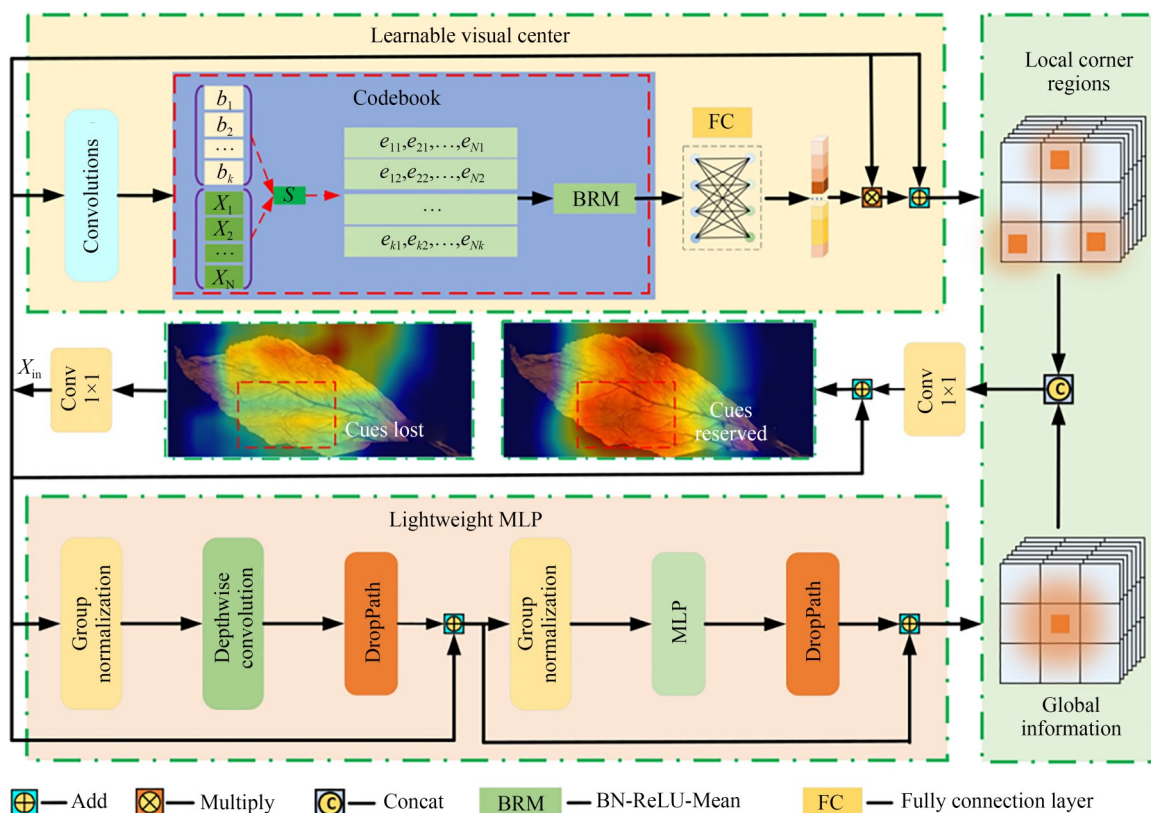 Learnable visual center
Local corner
regions
Convolutions
b1
b2
...
bk
X1
X2
...
XN
S
Codebook
e11,e21,...,eN1
e12,e22,...,eN2
...
ek1,ek2,...,eNk
BRM
FC
...
Xin
Conv
1×1
Cues lost
Cues
reserved
Conv
1×1
C
Lightweight MLP
Group
normalization
Depthwise
convolution
DropPath
Group
normalization
MLP
DropPath
Global
information
Add
Multiply
C Concat
BRM BN-ReLU-Mean
FC Fully connection layer